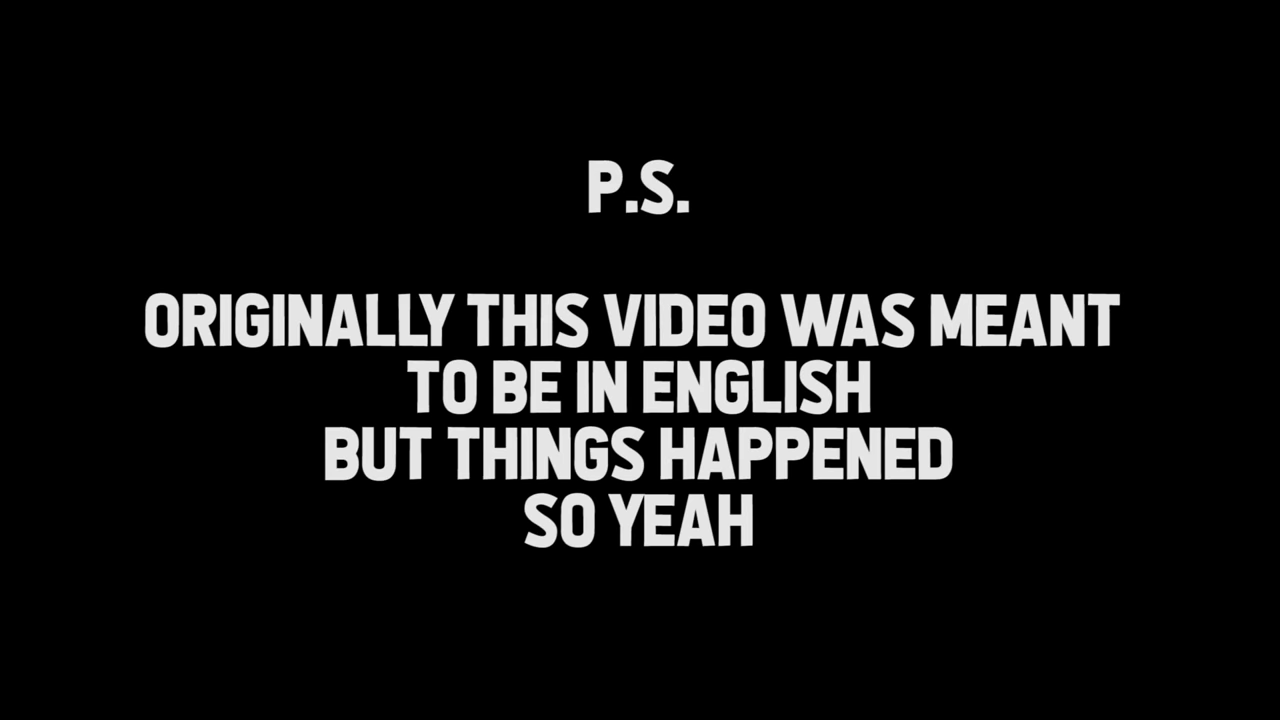 P.S.
ORIGINALLY THIS VIDEO WAS MEANT
TO BE IN ENGLISH
BUT THINGS HAPPENED
SO YEAH